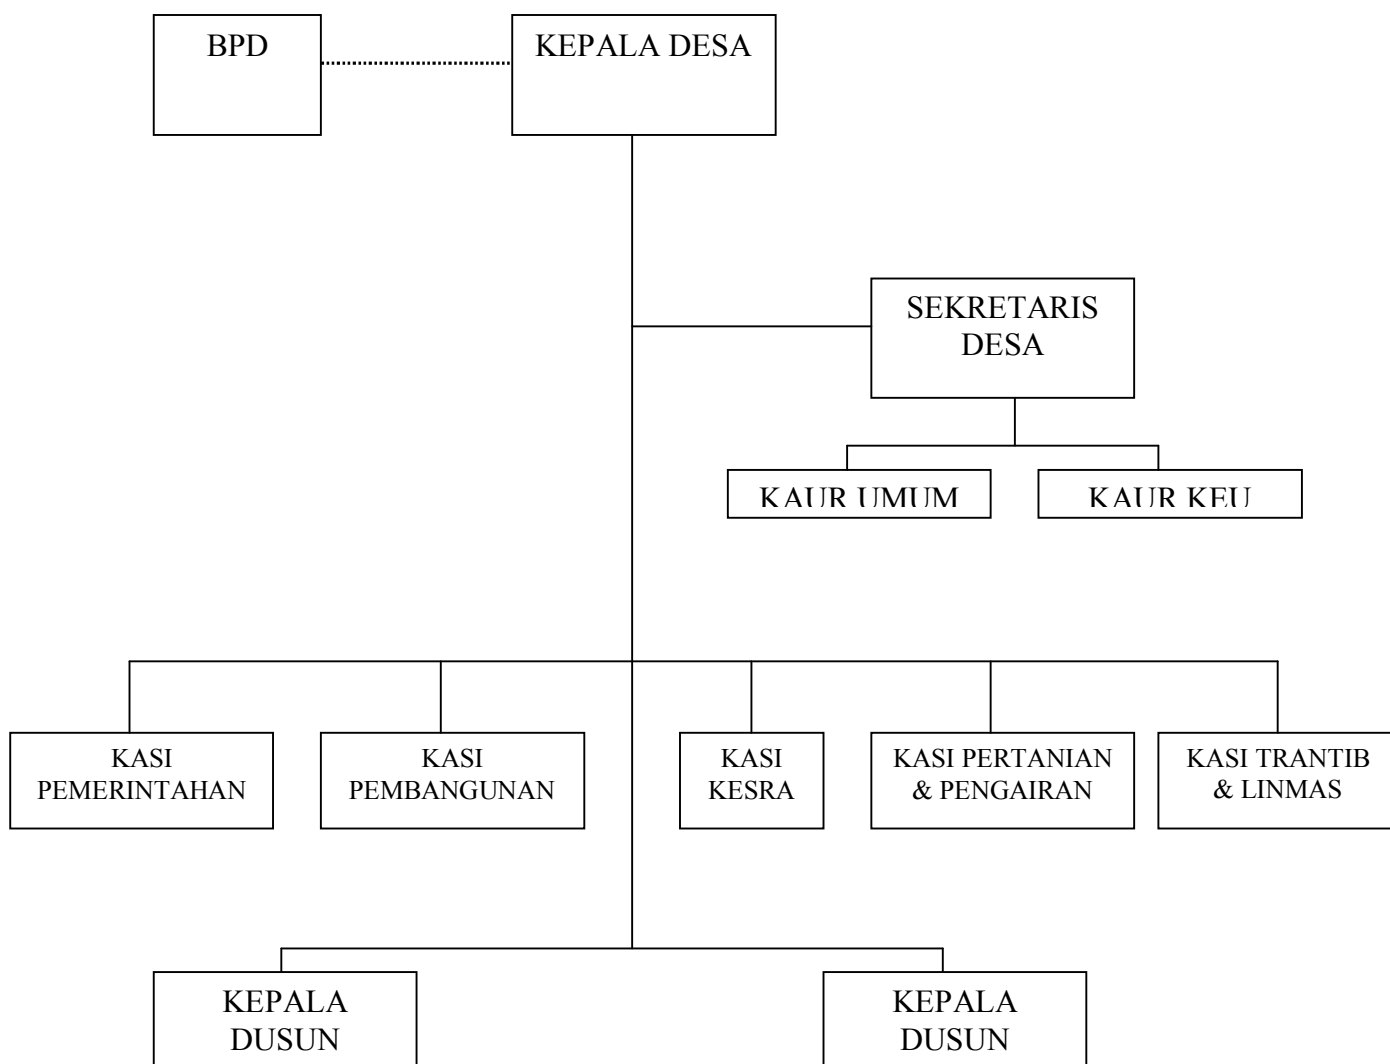 BPD
KEPALA DESA
SEKRETARIS
DESA
KAUR UMUM
KAUR KEU
KASI
PEMERINTAHAN
KASI
PEMBANGUNAN
KASI
KESRA
KASI PERTANIAN
& PENGAIRAN
KASI TRANTIB
& LINMAS
KEPALA
DUSUN
KEPALA
DUSUN